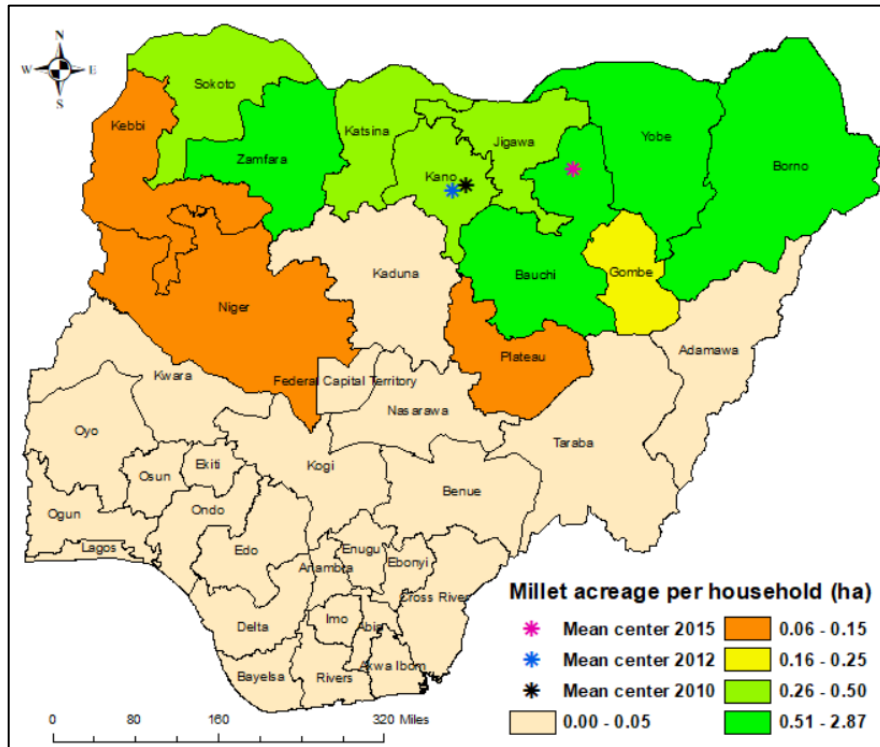 N
W E
S
Sokoto
Kebbi
Katsina
Zamfara
Jigawa
Yobe
Kano
Borno
Kaduna
Bauchi
Gombe
Niger
Plateau
Adamawa
Kwara
Federal Capital Territory
Nasarawa
Oyo
Taraba
Kogi
Osun
Ekiti
Benue
Ogun
Ondo
Lagos
Edo
Enugu
Anambra
Ebonyi
Cross River
Delta
Imo
Abia
Bayelsa
Rivers
Akwa Ibom
Millet acreage per household (ha)
Mean center 2015
0.06 - 0.15
Mean center 2012
0.16 - 0.25
Mean center 2010
0.26 - 0.50
0.00 - 0.05
0.51 - 2.87
0 80 160 320 Miles